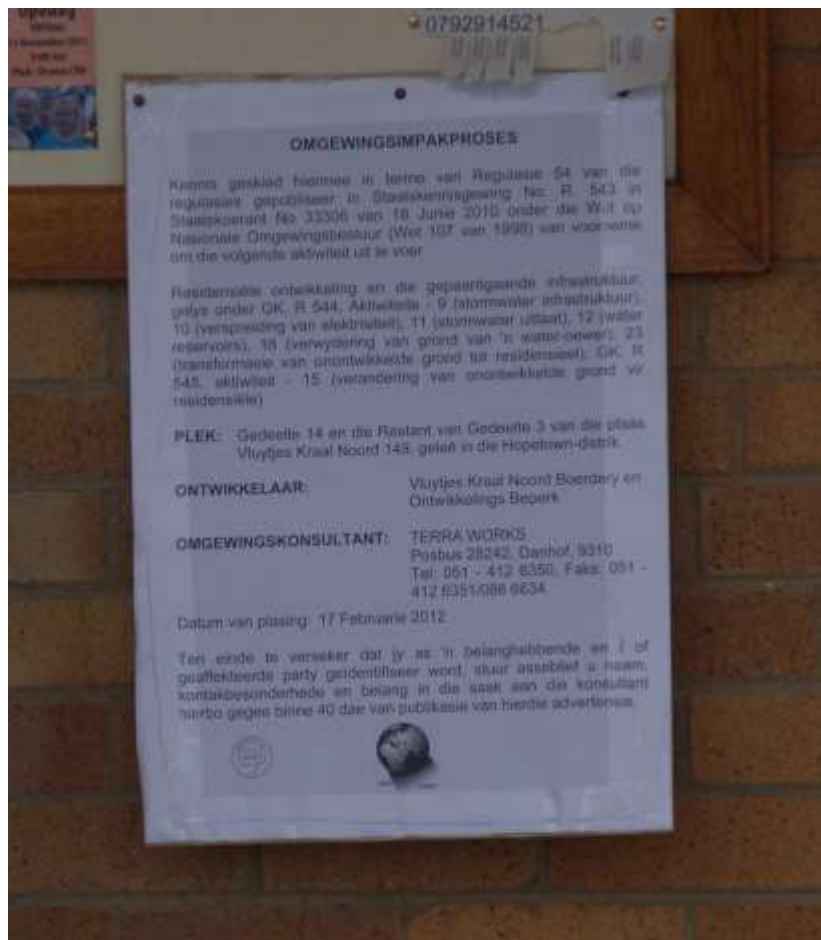 Opedag
0792914521
OMGEWINGSIMPAKPROSES
Kennis geskied hiermee in terme van Regulasie 54 van die
regulasies gepubliseer in Staatskennisgewing No. R. 543 in
Staatskoerant No 33306 van 18 Junie 2010 onder die Wet op
Nasionale Omgewingsbestuur (Wet 107 van 1998) van voorneme
om die volgende aktiwiteit uit te voer
Residensiële ontwikkeling en die gepaardgaande infrastruktuur,
gelys onder GK. R 544, Aktiwiteite - 9 (stormwater infrastruktuur),
10 (verspreiding van elektrisiteit), 11 (stormwater uitlaat), 12 (water
reservoirs), 18 (verwydering van grond van 'n water-oewer), 23
(transformasie van onontwikkelde grond tot residensieel), GK. R
545, aktiwiteit - 15 (verandering van onontwikkelde grond vir
residensiële)
PLEK: Gedeelte 14 en die Restant van Gedeelte 3 van die plaas
Vluytjes Kraal Noord 149, geleë in die Hopetown-distrik.
ONTWIKKELAAR: Vluytjes Kraal Noord Boerdery en
Ontwikkelings Beperk
OMGEWINGSKONSULTANT: TERRA WORKS
Posbus 28242, Danhof, 9310
Tel: 051 - 412 6350, Faks: 051 -
412 6351/086 6634
Datum van plasing: 17 Februarie 2012
Ten einde te verseker dat jy as 'n belanghebbende en / of
geaffekteerde party geïdentifiseer word, stuur asseblief u naam,
kontakbesonderhede en belang in die saak aan die konsultant
hierbo gegee binne 40 dae van publikasie van hierdie advertensie.